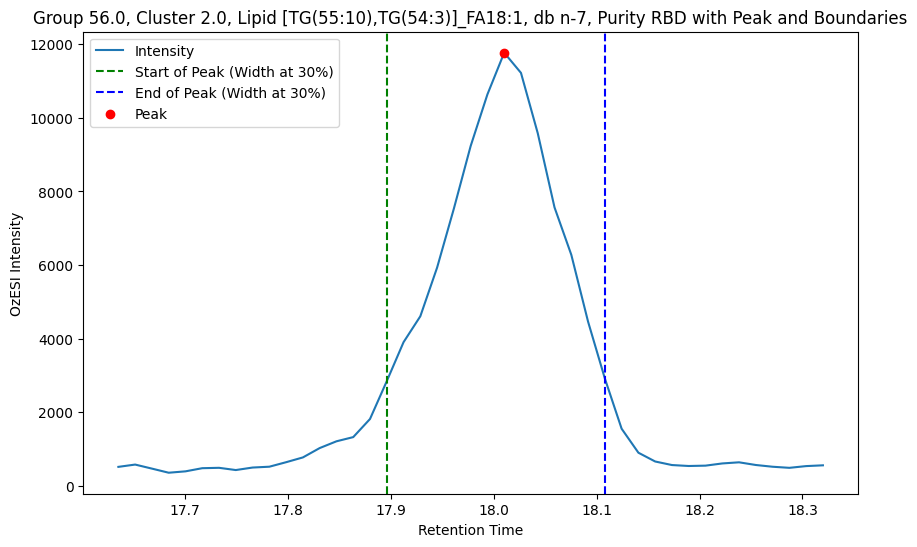 Group 56.0, Cluster 2.0, Lipid [TG(55:10),TG(54:3)]_FA18:1, db n-7, Purity RBD with Peak and Boundaries
Intensity
Start of Peak (Width at 30%)
End of Peak (Width at 30%)
Peak
12000
10000
8000
6000
4000
2000
0
OzESI Intensity
17.7
17.8
17.9
18.0
18.1
18.2
18.3
Retention Time